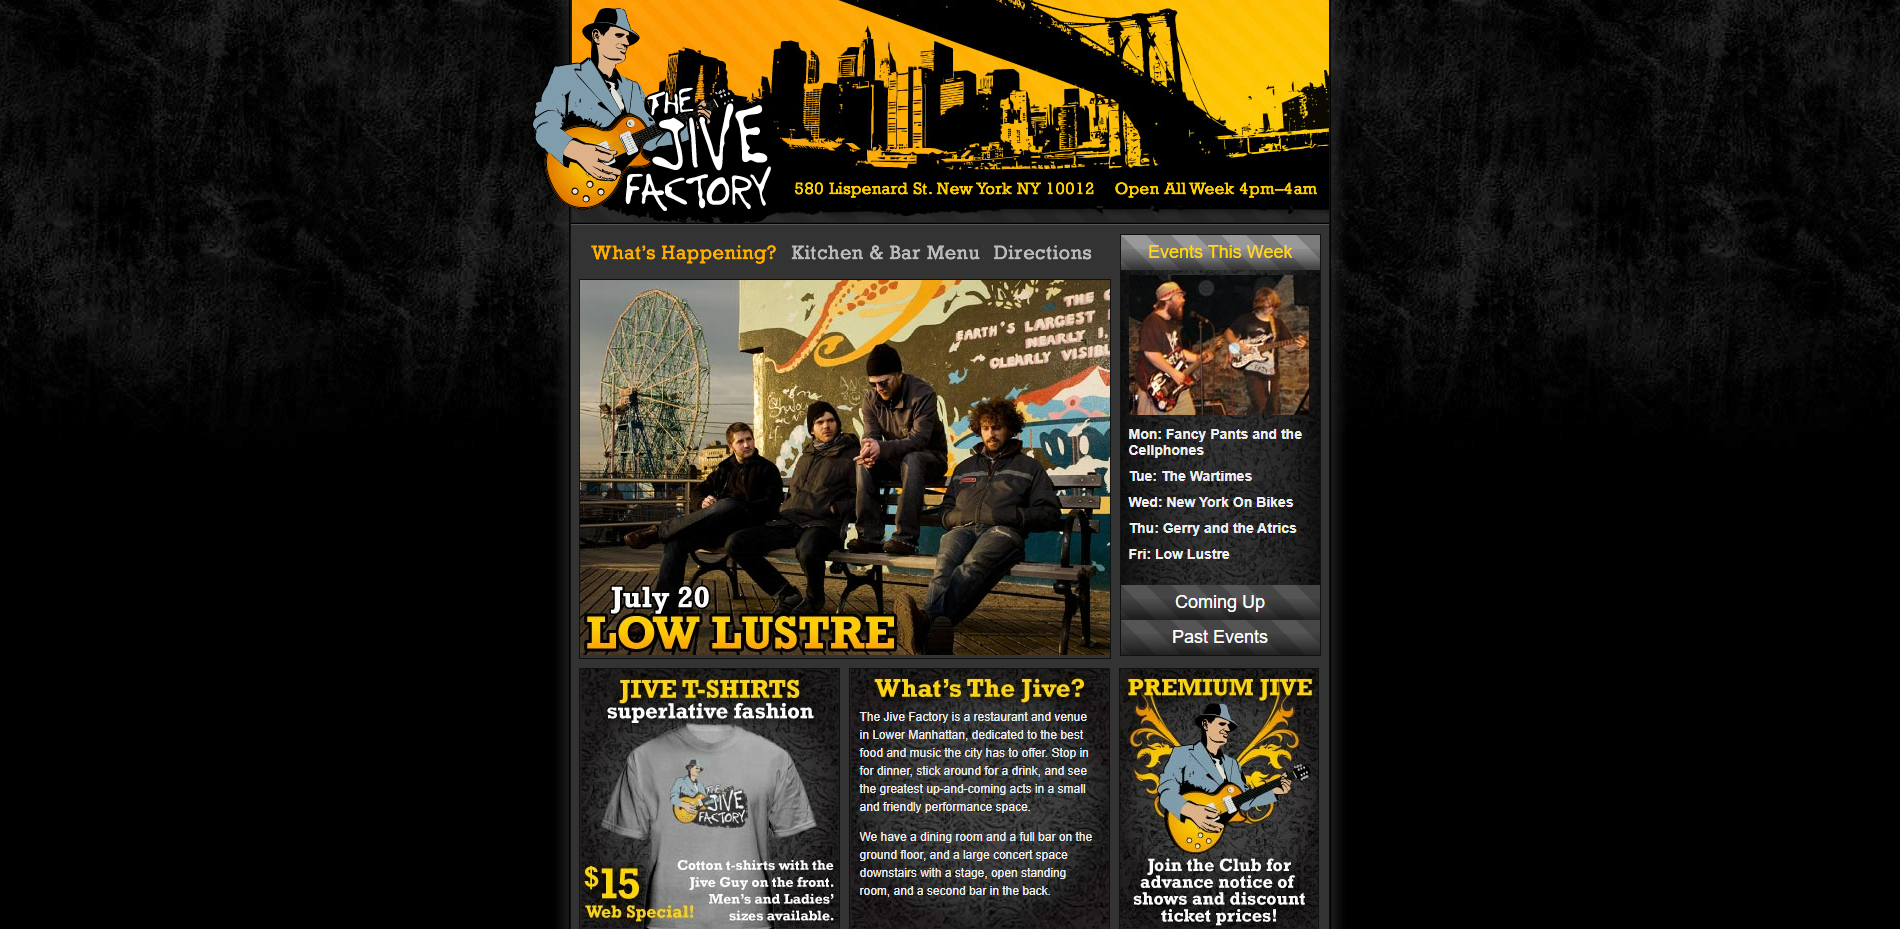 THE
JIVE
FACTORY
580 Lispenard St. New York NY 10012 Open All Week 4pm–4am
What's Happening? Kitchen & Bar Menu Directions
THE
EARTH'S LARGEST
NEARLY 1,
CLEARLY VISIB
July 20
LOW LUSTRE
Events This Week
Mon: Fancy Pants and the
Cellphones
Tue: The Wartimes
Wed: New York On Bikes
Thu: Gerry and the Atrics
Fri: Low Lustre
Coming Up
Past Events
JIVE T-SHIRTS
superlative fashion
THE
JIVE
FACTORY
$15
Web Special!
Cotton t-shirts with the
Jive Guy on the front.
Men's and Ladies'
sizes available.
What's The Jive?
The Jive Factory is a restaurant and venue
in Lower Manhattan, dedicated to the best
food and music the city has to offer. Stop in
for dinner, stick around for a drink, and see
the greatest up-and-coming acts in a small
and friendly performance space.
We have a dining room and a full bar on the
ground floor, and a large concert space
downstairs with a stage, open standing
room, and a second bar in the back.
PREMIUM JIVE
Join the Club for
advance notice of
shows and discount
ticket prices!